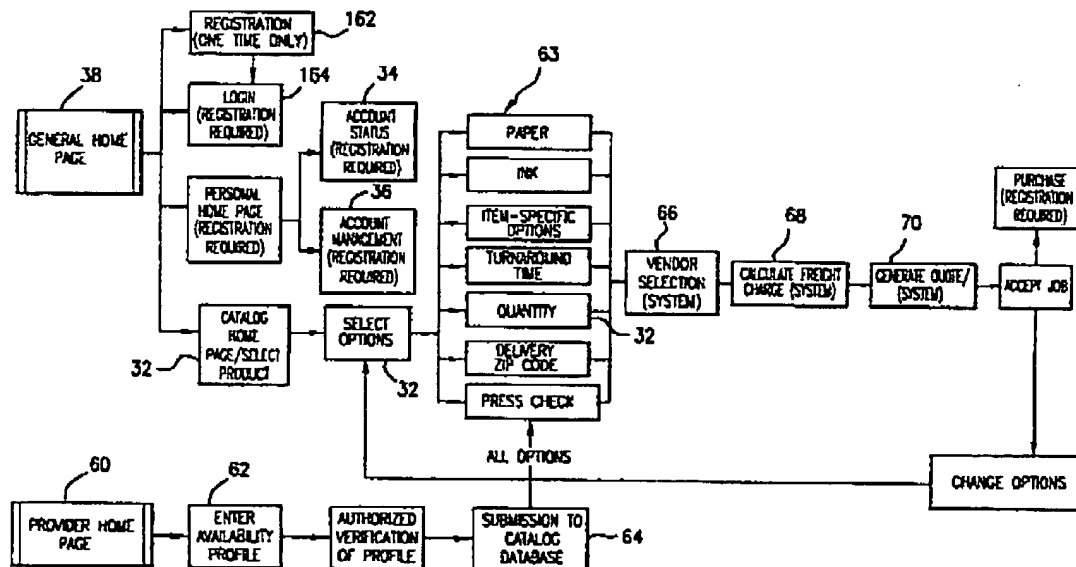 REGISTRATION
(ONE TIME ONLY)
162
38
GENERAL HOME
PAGE
164
LOGIN
(REGISTRATION
REQUIRED)
34
ACCOUNT
STATUS
(REGISTRATION
REQUIRED)
PERSONAL
HOME PAGE
(REGISTRATION
REQUIRED)
36
ACCOUNT
MANAGEMENT
(REGISTRATION
REQUIRED)
CATALOG
HOME
PAGE/SELECT
PRODUCT
32
SELECT
OPTIONS
32
63
PAPER
INK
ITEM-SPECIFIC
OPTIONS
TURNAROUND
TIME
QUANTITY
32
DELIVERY
ZIP CODE
PRESS CHECK
ALL OPTIONS
66
VENDOR
SELECTION
(SYSTEM)
68
CALCULATE FREIGHT
CHARGE (SYSTEM)
70
GENERATE QUOTE/
(SYSTEM)
ACCEPT JOB
PURCHASE
(REGISTRATION
REQUIRED)
CHANGE OPTIONS
60
PROVIDER HOME
PAGE
62
ENTER
AVAILABILITY
PROFILE
AUTHORIZED
VERIFICATION
OF PROFILE
SUBMISSION TO
CATALOG
DATABASE
64